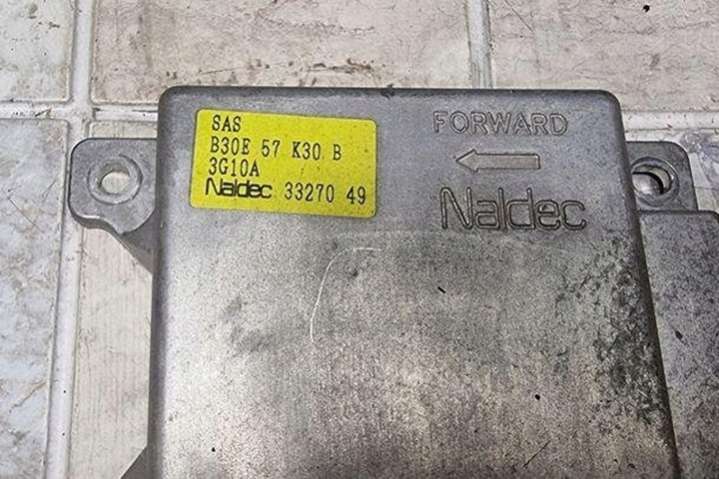 SAS
B30E 57 K30 B
3G10A
Naldec 33270 49
FORWARD
Naldec